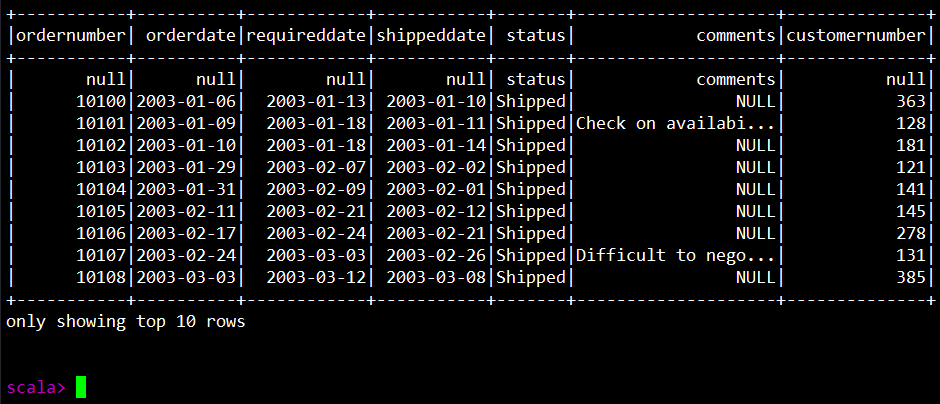 +-----------+----------+------------+-----------+-------+--------------------+--------------+
|ordernumber| orderdate|requireddate|shippeddate| status|            comments|customernumber|
+-----------+----------+------------+-----------+-------+--------------------+--------------+
|       null|      null|        null|       null| status|            comments|          null|
|      10100|2003-01-06|  2003-01-13| 2003-01-10|Shipped|                NULL|           363|
|      10101|2003-01-09|  2003-01-18| 2003-01-11|Shipped|Check on availabi...|           128|
|      10102|2003-01-10|  2003-01-18| 2003-01-14|Shipped|                NULL|           181|
|      10103|2003-01-29|  2003-02-07| 2003-02-02|Shipped|                NULL|           121|
|      10104|2003-01-31|  2003-02-09| 2003-02-01|Shipped|                NULL|           141|
|      10105|2003-02-11|  2003-02-21| 2003-02-12|Shipped|                NULL|           145|
|      10106|2003-02-17|  2003-02-24| 2003-02-21|Shipped|                NULL|           278|
|      10107|2003-02-24|  2003-03-03| 2003-02-26|Shipped|Difficult to nego...|           131|
|      10108|2003-03-03|  2003-03-12| 2003-03-08|Shipped|                NULL|           385|
+-----------+----------+------------+-----------+-------+--------------------+--------------+
only showing top 10 rows
scala>